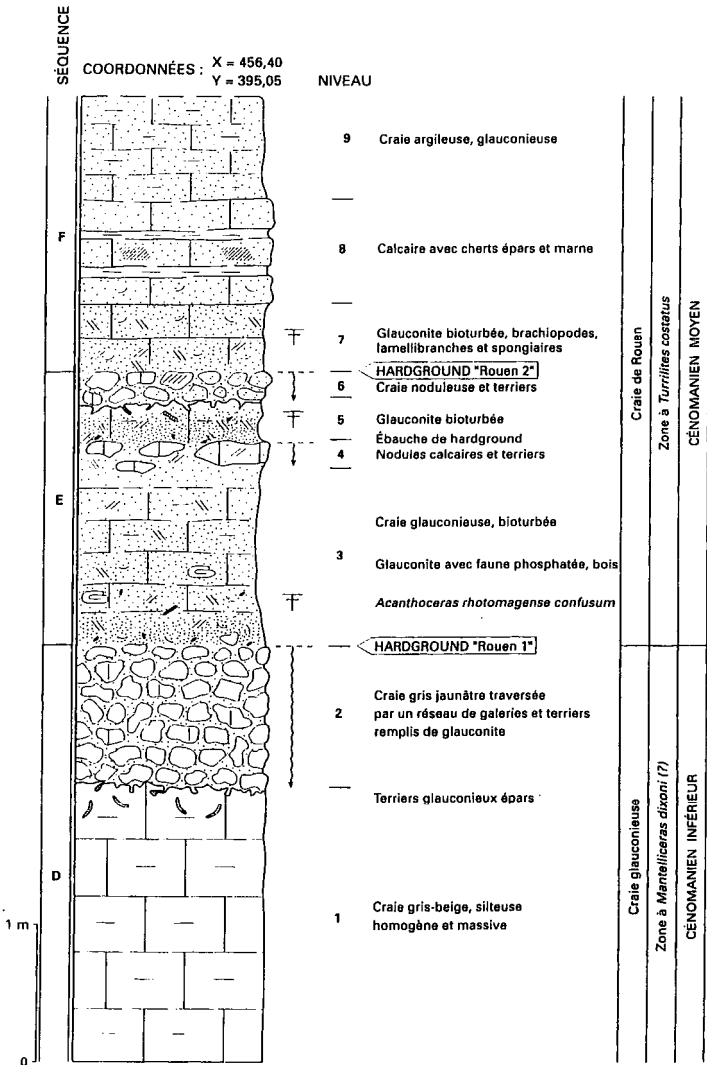 SÉQUENCE
COORDONNÉES : X = 456,40
Y = 395,05
NIVEAU
9 Craie argileuse, glauconieuse
F
8 Calcaire avec cherts épars et marne
7 Glauconite bioturbée, brachiopodes,
lamellibranches et spongiaires
HARDGROUND "Rouen 2"
6 Craie noduleuse et terriers
5 Glauconite bioturbée
Ébauche de hardground
4 Nodules calcaires et terriers
E
Craie glauconieuse, bioturbée
3
Glauconite avec faune phosphatée, bois
Acanthoceras rhotomagense confusum
HARDGROUND "Rouen 1"
Craie gris jaunâtre traversée
2 par un réseau de galeries et terriers
remplis de glauconite
Terriers glauconieux épars
D
1 Craie gris-beige, silteuse
homogène et massive
1 m
0
Craie de Rouen
Zone à Turrilites costatus
CÉNOMANIEN MOYEN
Craie glauconieuse
Zone à Mantelliceras dixoni (?)
CÉNOMANIEN INFÉRIEUR